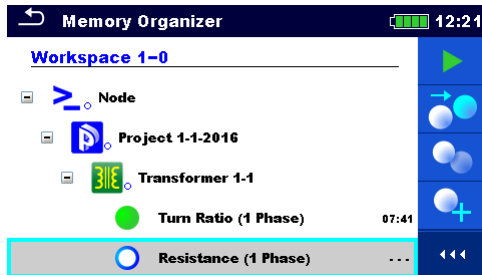 Memory Organizer 12:21
Workspace 1-0
Node
Project 1-1-2016
Transformer 1-1
Turn Ratio (1 Phase) 07:41
Resistance (1 Phase) ---